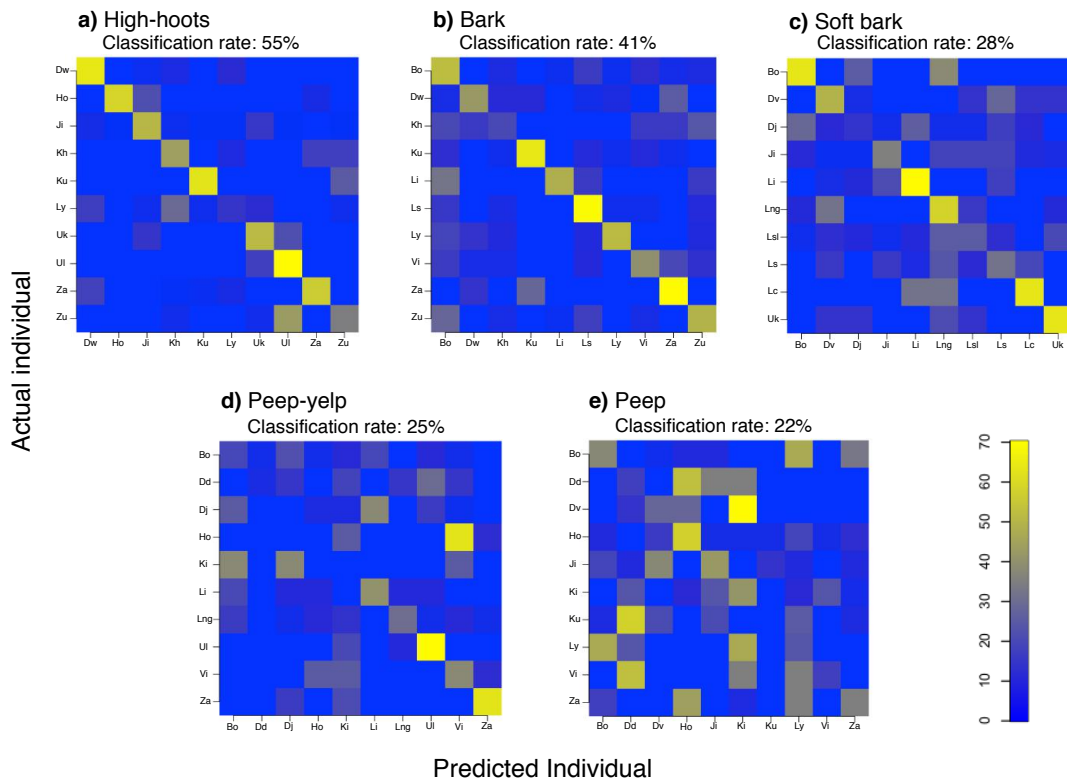 a) High-hoots
Classification rate: 55%
Dw
Ho
Ji
Kh
Ku
Ly
Uk
Ul
Za
Zu
Dw Ho Ji Kh Ku Ly Uk Ul Za Zu
b) Bark
Classification rate: 41%
Bo
Dw
Kh
Ku
Li
Ls
Ly
Vi
Za
Zu
Bo Dw Kh Ku Li Ls Ly Vi Za Zu
c) Soft bark
Classification rate: 28%
Bo
Dv
Dj
Ji
Li
Lng
Lsl
Ls
Lc
Uk
Bo Dv Dj Ji Li Lng Lsl Ls Lc Uk
Actual individual
d) Peep-yelp
Classification rate: 25%
Bo
Dd
Dj
Ho
Ki
Li
Lng
Ul
Vi
Za
Bo Dd Dj Ho Ki Li Lng Ul Vi Za
e) Peep
Classification rate: 22%
Bo
Dd
Dv
Ho
Ji
Ki
Ku
Ly
Vi
Za
Bo Dd Dv Ho Ji Ki Ku Ly Vi Za
70
60
50
40
30
20
10
0
Predicted Individual